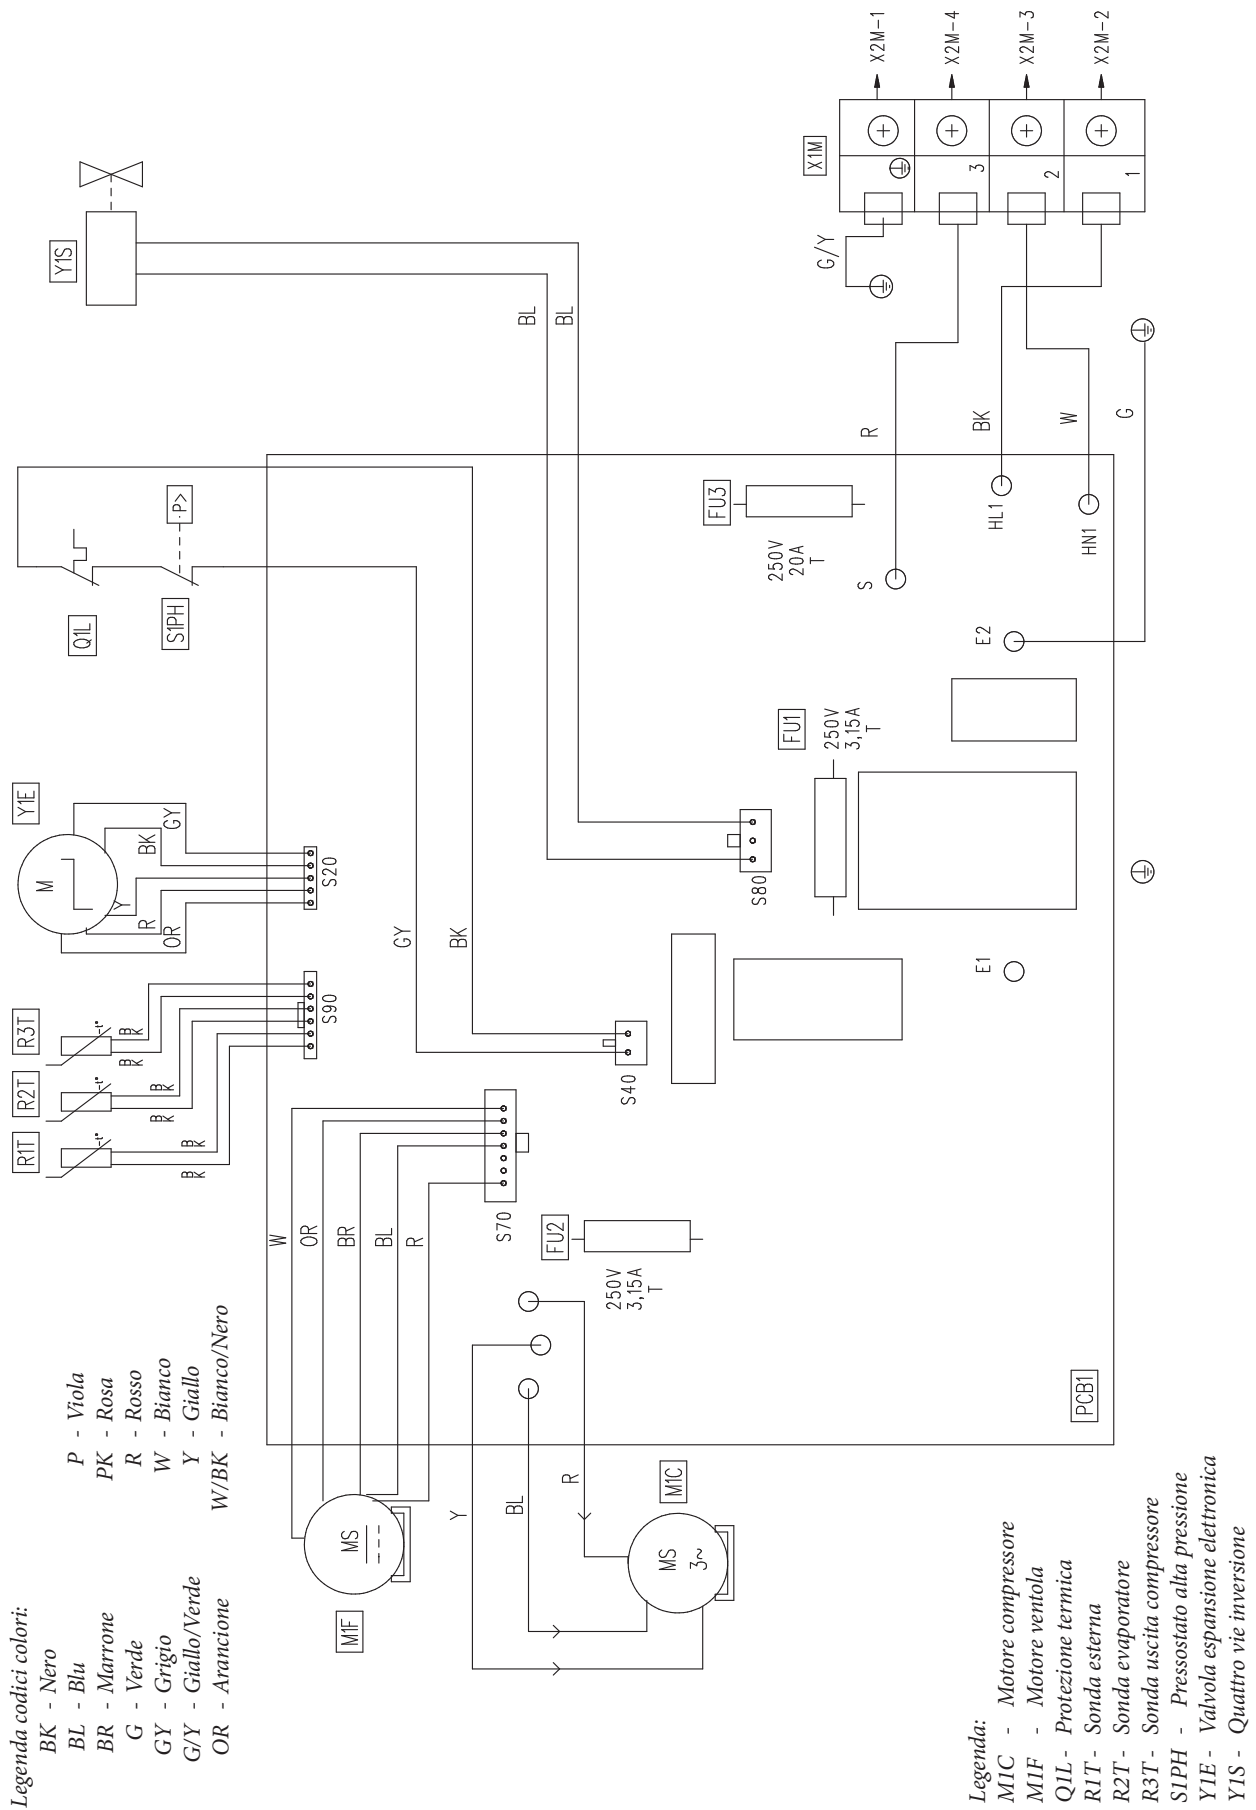 Legenda codici colori:
BK - Nero
BL - Blu
BR - Marrone
G - Verde
GY - Grigio
G/Y - Giallo/Verde
OR - Arancione
P - Viola
PK - Rosa
R - Rosso
W - Bianco
Y - Giallo
W/BK - Bianco/Nero
R1T
R2T
R3T
-t°
-t°
-t°
BK
BK
BK
BK
BK
BK
S90
Y1E
M
OR
R
Y
BK
GY
S20
Q1L
S1PH
P>
Y1S
BL
BL
GY
BK
W
OR
BR
BL
R
S70
S40
S80
M1F
MS
Y
BL
R
M1C
MS
3~
FU2
250V
3,15A
T
FU1
250V
3,15A
T
FU3
250V
20A
T
S
R
HL1
BK
HN1
W
E2
G
E1
PCB1
G/Y
X1M
3
2
1
X2M-1
X2M-4
X2M-3
X2M-2
Legenda:
M1C - Motore compressore
M1F - Motore ventola
Q1L - Protezione termica
R1T - Sonda esterna
R2T - Sonda evaporatore
R3T - Sonda uscita compressore
S1PH - Pressostato alta pressione
Y1E - Valvola espansione elettronica
Y1S - Quattro vie inversione